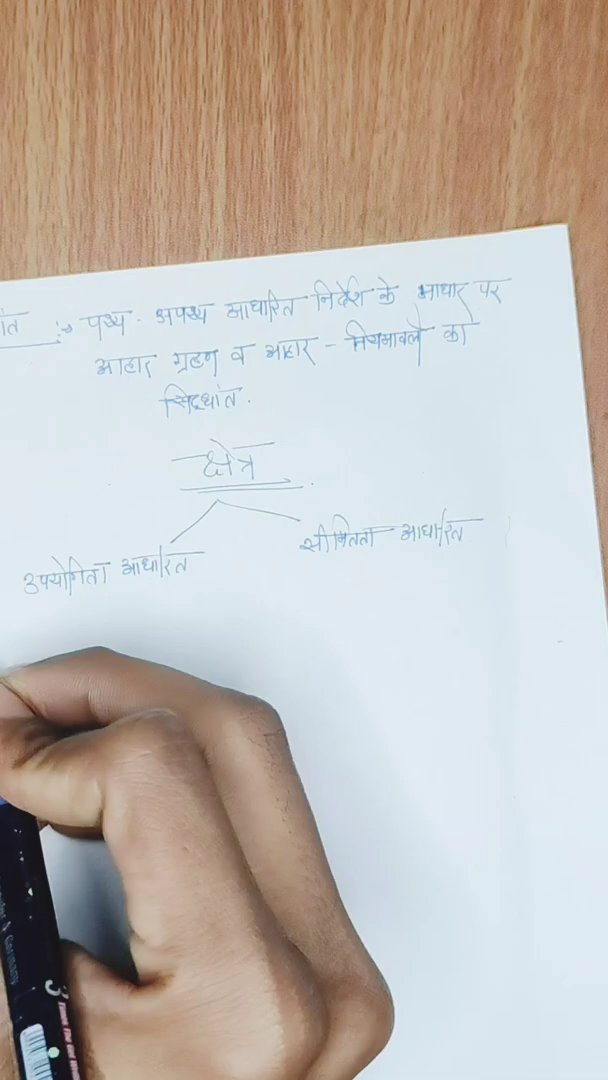 :→ पथ्य - अपथ्य आधारित निर्देश के आधार पर
आहार ग्रहण व आहार - नियमावली का
सिद्धांत.
क्षेत्र
उपयोगिता आधारित
सीमितता आधारित